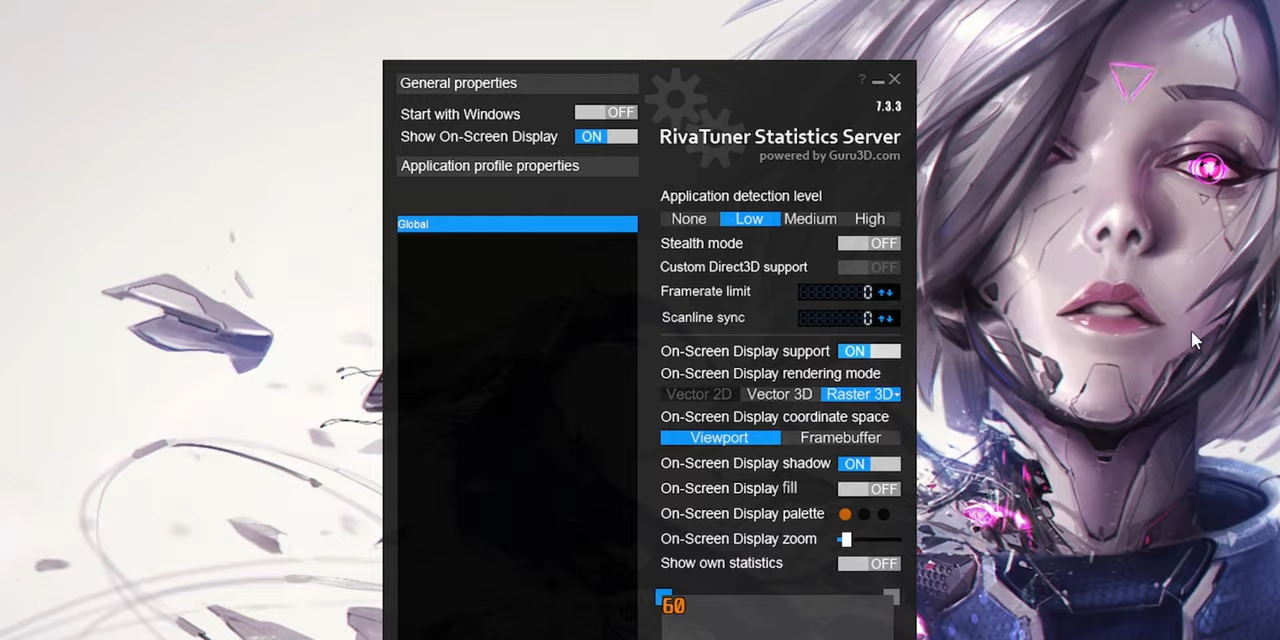 General properties
Start with Windows OFF
Show On-Screen Display ON
Application profile properties
Global
?
7.3.3
RivaTuner Statistics Server
powered by Guru3D.com
Application detection level
None Low Medium High
Stealth mode OFF
Custom Direct3D support OFF
Framerate limit 0
Scanline sync 0
On-Screen Display support ON
On-Screen Display rendering mode
Vector 2D Vector 3D Raster 3D
On-Screen Display coordinate space
Viewport Framebuffer
On-Screen Display shadow ON
On-Screen Display fill OFF
On-Screen Display palette
On-Screen Display zoom
Show own statistics OFF
60